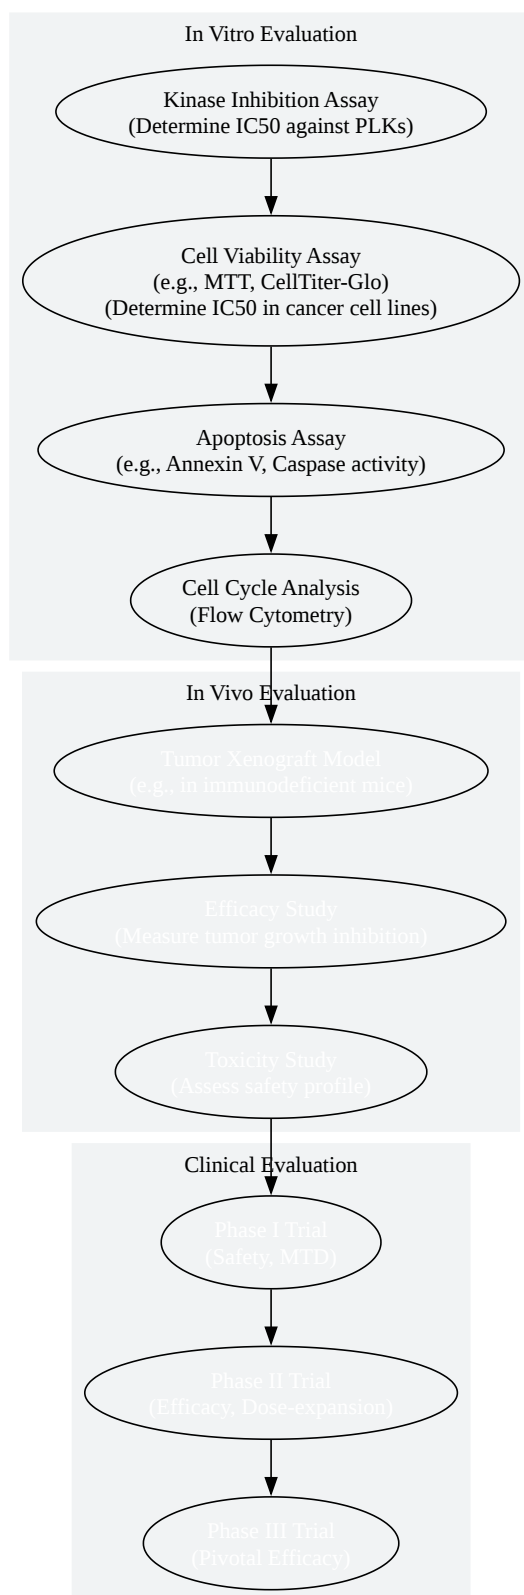 In Vitro Evaluation
Kinase Inhibition Assay
(Determine IC50 against PLKs)
Cell Viability Assay
(e.g., MTT, CellTiter-Glo)
(Determine IC50 in cancer cell lines)
Apoptosis Assay
(e.g., Annexin V, Caspase activity)
Cell Cycle Analysis
(Flow Cytometry)
In Vivo Evaluation
Tumor Xenograft Model
(e.g., in immunodeficient mice)
Efficacy Study
(Measure tumor growth inhibition)
Toxicity Study
(Assess safety profile)
Clinical Evaluation
Phase I Trial
(Safety, MTD)
Phase II Trial
(Efficacy, Dose-expansion)
Phase III Trial
(Pivotal Efficacy)